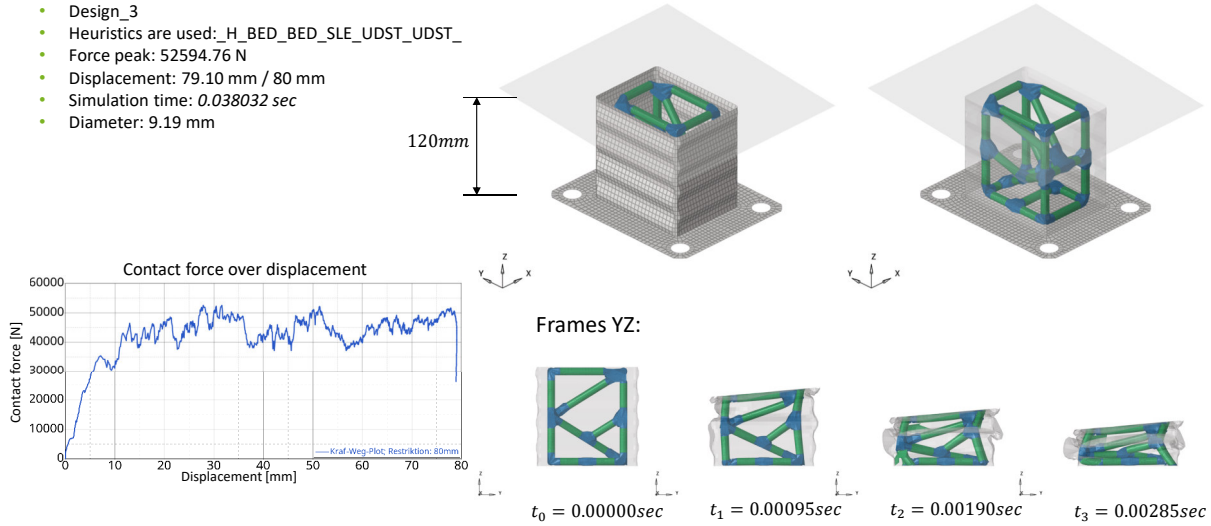 • Design_3
• Heuristics are used:_H_BED_BED_SLE_UDST_UDST_
• Force peak: 52594.76 N
• Displacement: 79.10 mm / 80 mm
• Simulation time: 0.038032 sec
• Diameter: 9.19 mm
120mm
Z
Y X
Z
Y X
Contact force over displacement
60000
50000
40000
30000
20000
10000
0
Contact force [N]
0 10 20 30 40 50 60 70 80
Kraf-Weg-Plot; Restriktion: 80mm
Displacement [mm]
Frames YZ:
Z Y
Z Y
Z Y
Z Y
Z Y
t0 = 0.00000sec
t1 = 0.00095sec
t2 = 0.00190sec
t3 = 0.00285sec